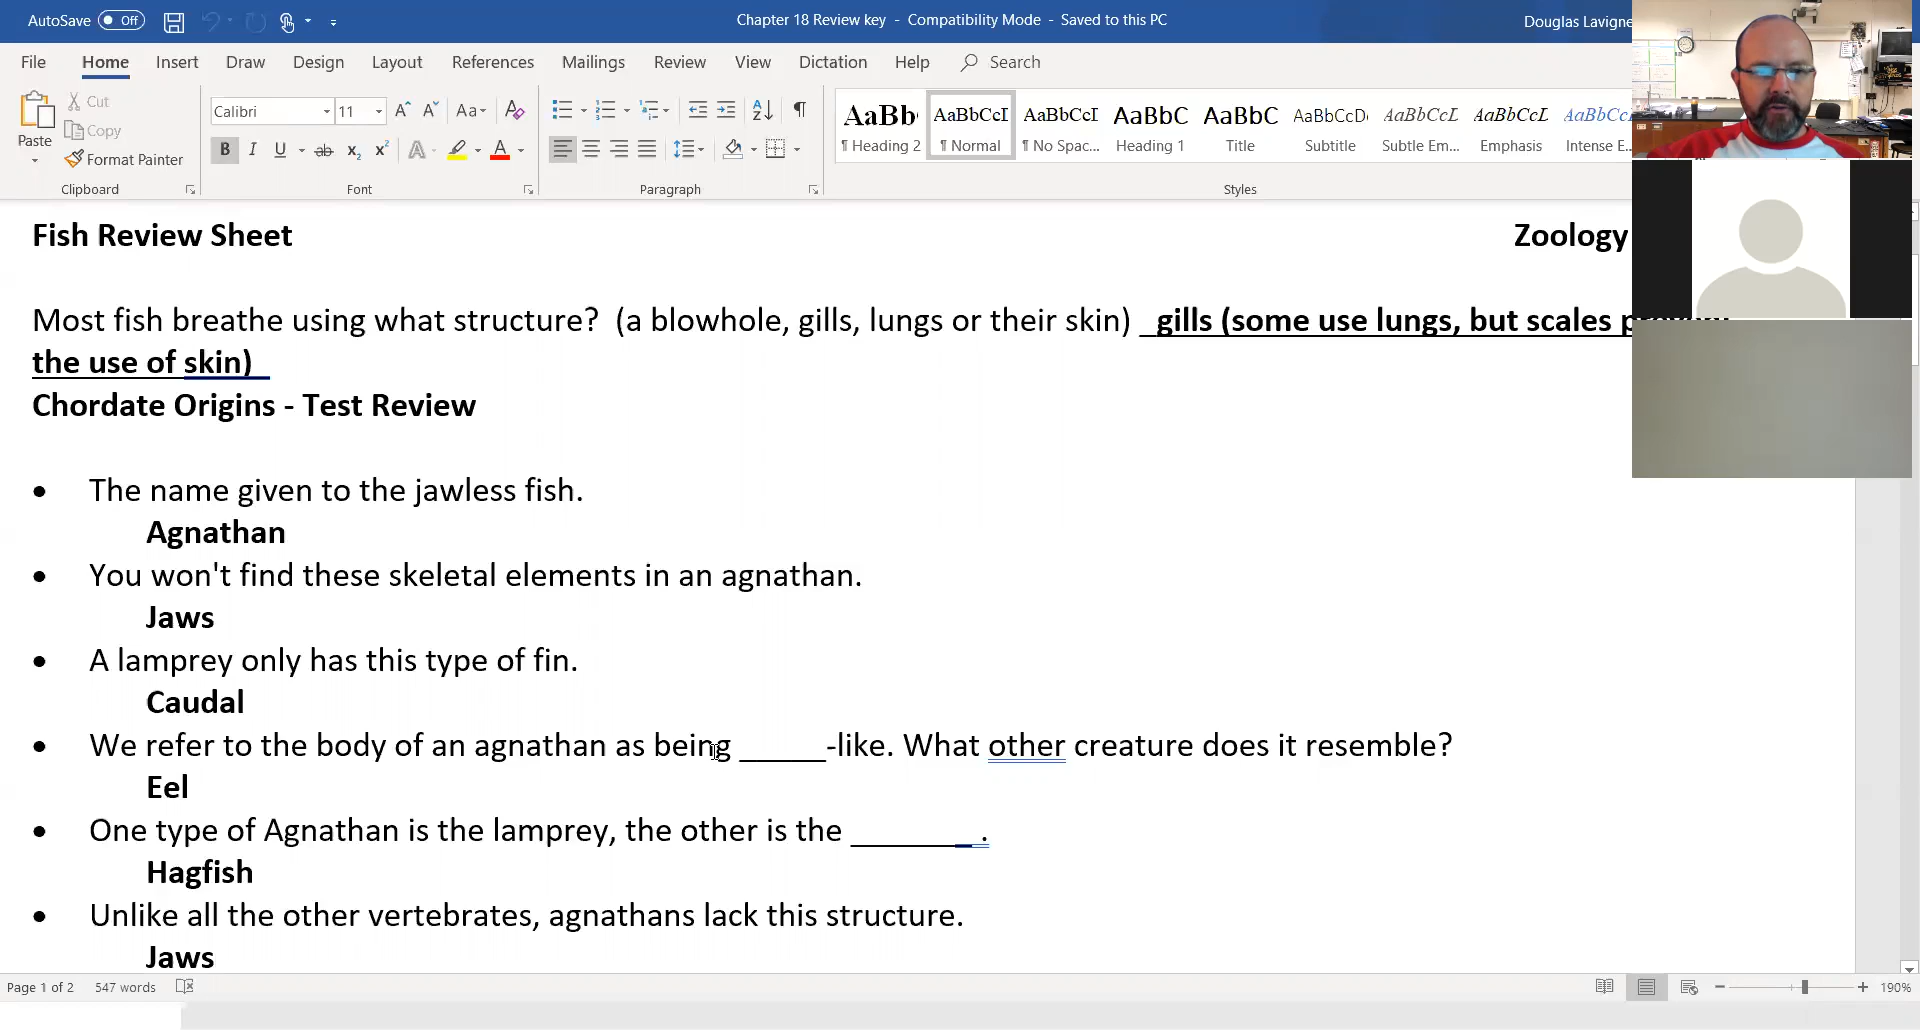 AutoSave Off Chapter 18 Review key - Compatibility Mode - Saved to this PC Douglas Lavigne
File Home Insert Draw Design Layout References Mailings Review View Dictation Help Search
Paste Cut Copy Format Painter
Calibri 11 Aa
B I U ab x₂ x² A A
AaBb AaBbCcI AaBbCcI AaBbC AaBbC AaBbCcD AaBbCcL AaBbCcL AaBbCc
¶ Heading 2 ¶ Normal ¶ No Spac... Heading 1 Title Subtitle Subtle Em... Emphasis Intense E...
Clipboard Font Paragraph Styles
Fish Review Sheet Zoology
Most fish breathe using what structure? (a blowhole, gills, lungs or their skin) _gills (some use lungs, but scales
the use of skin)_
Chordate Origins - Test Review
• The name given to the jawless fish.
Agnathan
• You won't find these skeletal elements in an agnathan.
Jaws
• A lamprey only has this type of fin.
Caudal
• We refer to the body of an agnathan as being _____-like. What other creature does it resemble?
Eel
• One type of Agnathan is the lamprey, the other is the _______.
Hagfish
• Unlike all the other vertebrates, agnathans lack this structure.
Jaws
Page 1 of 2 547 words 190%